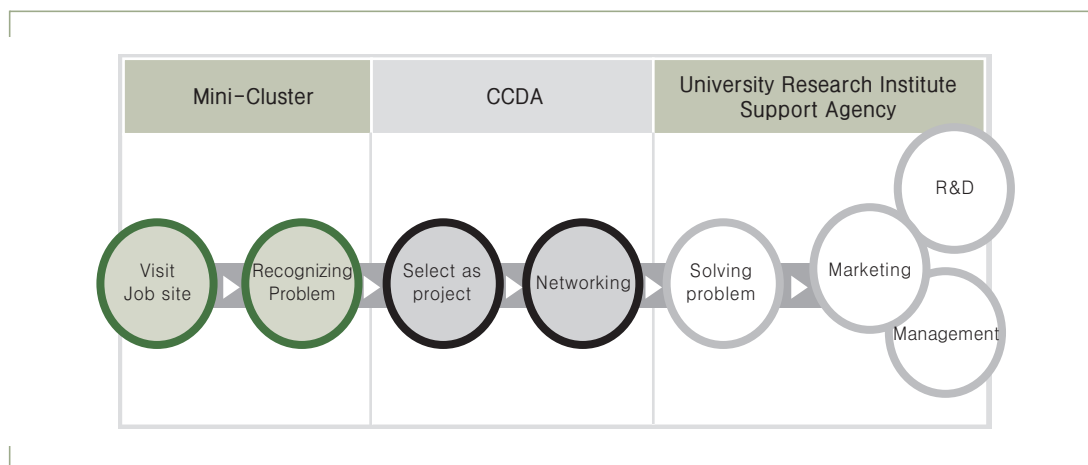 Mini-Cluster
CCDA
University Research Institute
Support Agency
Visit
Job site
Recognizing
Problem
Select as
project
Networking
Solving
problem
Marketing
R&D
Management